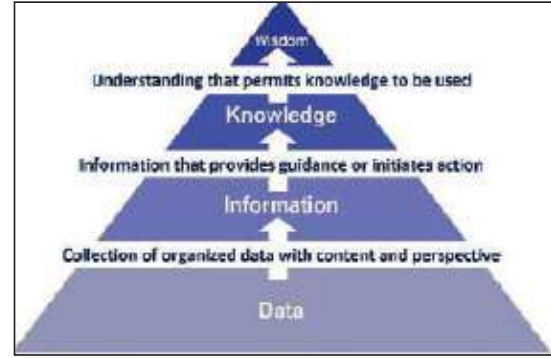 Wisdom
Understanding that permits knowledge to be used
Knowledge
Information that provides guidance or initiates action
Information
Collection of organized data with content and perspective
Data